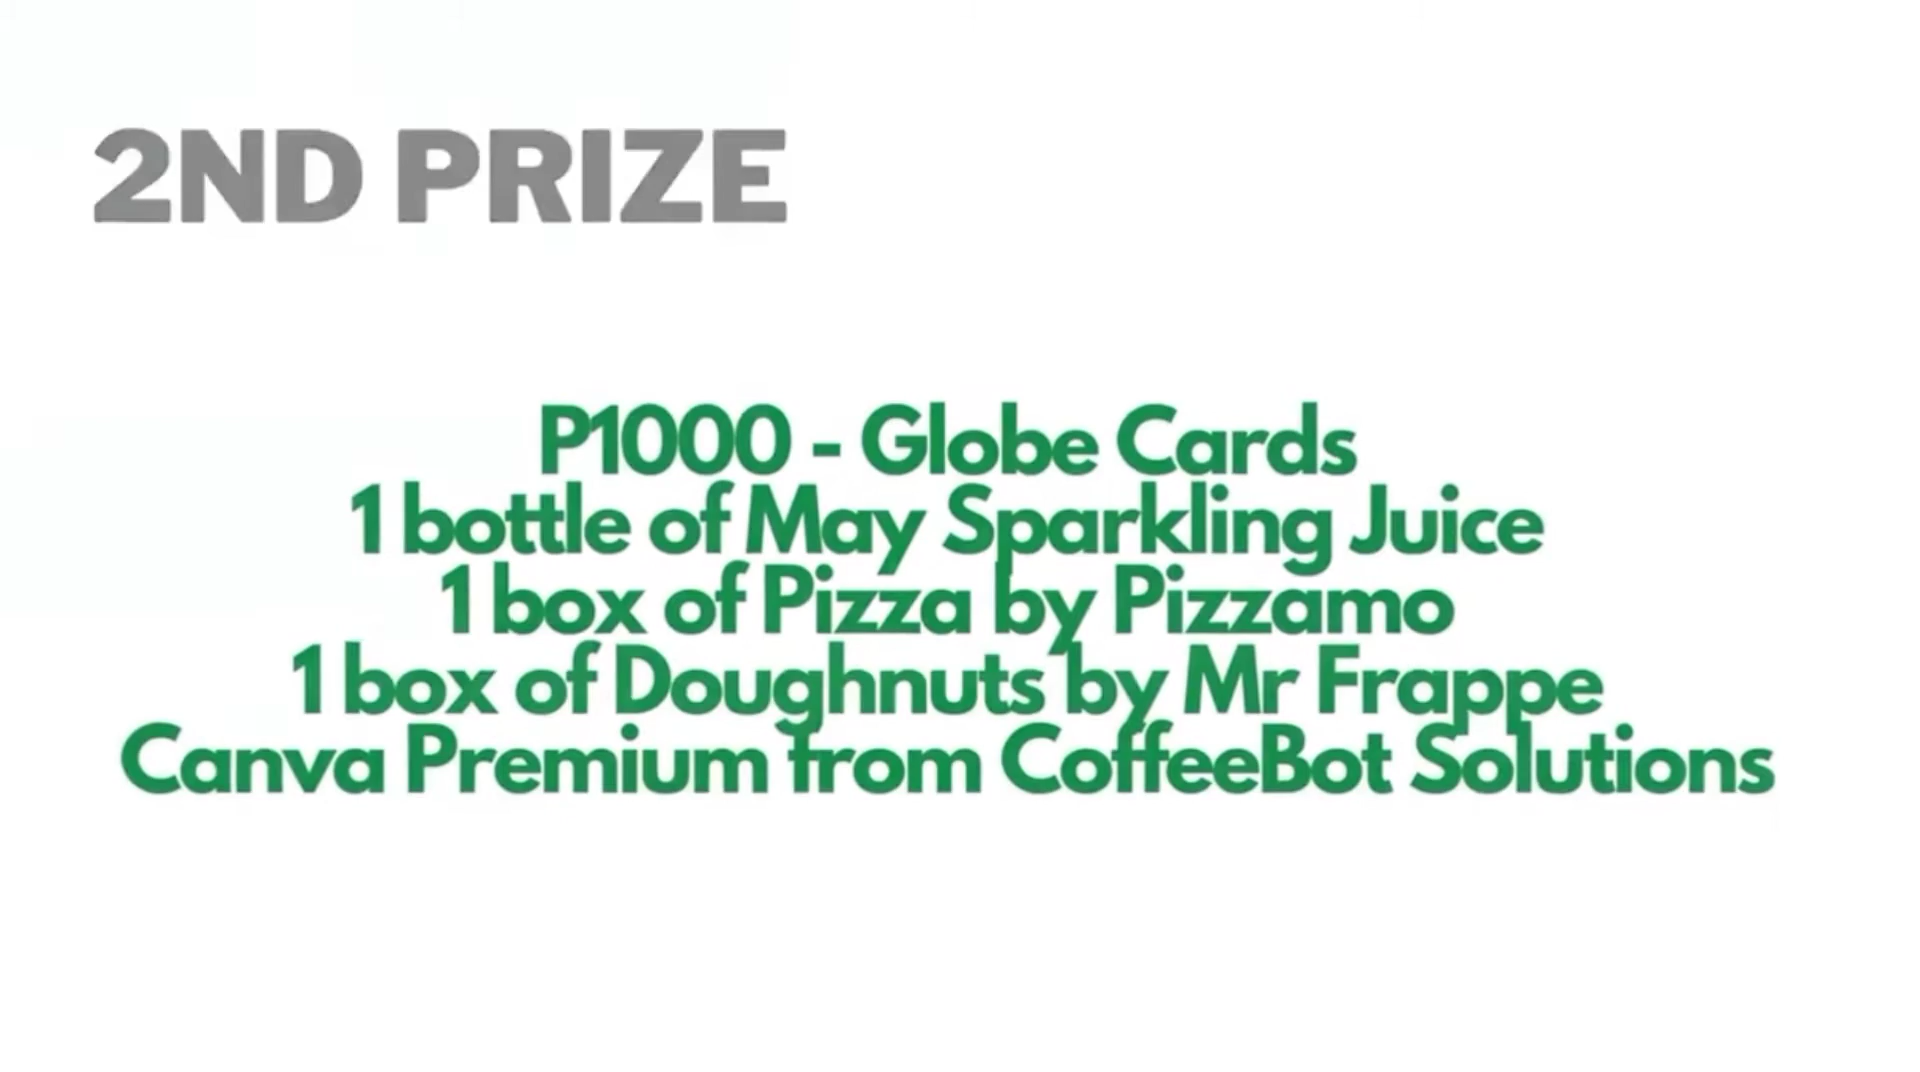 2ND PRIZE
P1000 - Globe Cards
1 bottle of May Sparkling Juice
1 box of Pizza by Pizzamo
1 box of Doughnuts by Mr Frappe
Canva Premium from CoffeeBot Solutions